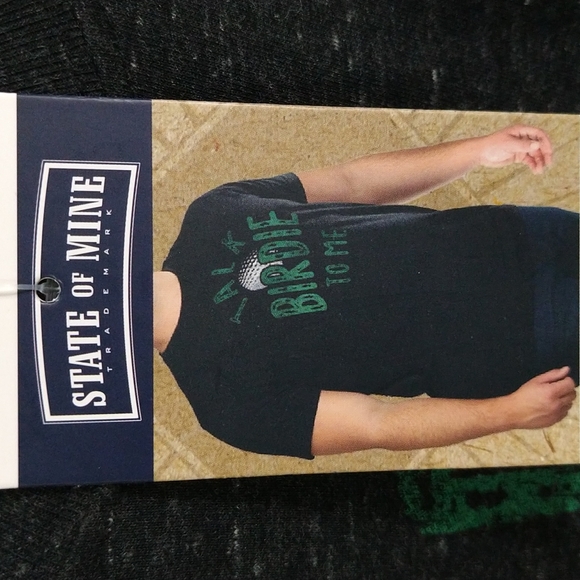 STATE OF MINE
TRADEMARK
TALK
BIRDIE
TO ME